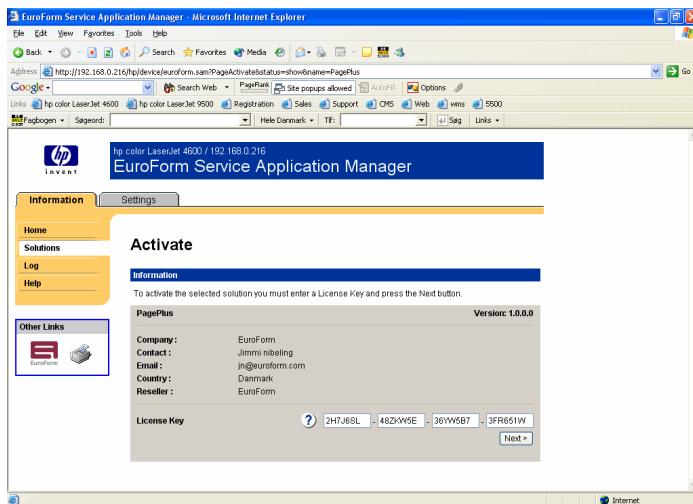 EuroForm Service Application Manager - Microsoft Internet Explorer
File Edit View Favorites Tools Help
Back Search Favorites Media
Address http://192.168.0.216/hp/device/euroform.sam?PageActivate&status=show&name=PagePlus Go
Google Search Web PageRank Site popups allowed AutoFill Options
Links hp color LaserJet 4600 hp color LaserJet 9500 Registration Sales Support CMS Web wms 5500
Fagbogen Søgeord: Hele Danmark Tlf: Søg Links
hp
invent
hp color LaserJet 4600 / 192.168.0.216
EuroForm Service Application Manager
Information Settings
Home
Solutions
Log
Help
Other Links
EuroForm
Activate
Information
To activate the selected solution you must enter a License Key and press the Next button.
PagePlus Version: 1.0.0.0
Company : EuroForm
Contact : Jimmi nibeling
Email : jn@euroform.com
Country : Danmark
Reseller : EuroForm
License Key ? 2H7J6SL - 48ZKW5E - 36YW5B7 - 3FR651W
Next >
Internet